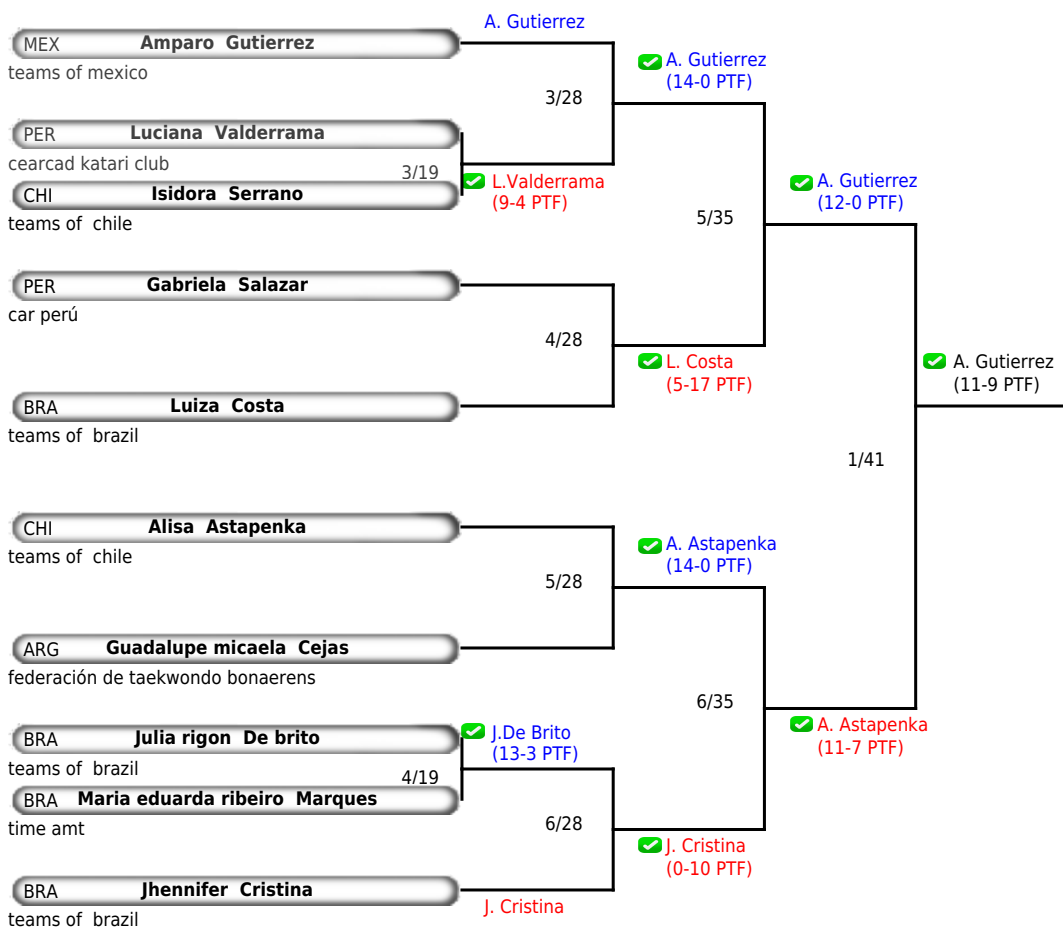 A. Gutierrez
MEX Amparo Gutierrez
teams of mexico
A. Gutierrez
(14-0 PTF)
3/28
PER Luciana Valderrama
cearcad katari club
3/19
L.Valderrama
(9-4 PTF)
CHI Isidora Serrano
teams of chile
A. Gutierrez
(12-0 PTF)
5/35
PER Gabriela Salazar
car perú
4/28
L. Costa
(5-17 PTF)
A. Gutierrez
(11-9 PTF)
BRA Luiza Costa
teams of brazil
1/41
CHI Alisa Astapenka
teams of chile
A. Astapenka
(14-0 PTF)
5/28
ARG Guadalupe micaela Cejas
federación de taekwondo bonaerens
6/35
A. Astapenka
(11-7 PTF)
BRA Julia rigon De brito
teams of brazil
J.De Brito
(13-3 PTF)
4/19
BRA Maria eduarda ribeiro Marques
time amt
6/28
J. Cristina
(0-10 PTF)
BRA Jhennifer Cristina
teams of brazil
J. Cristina